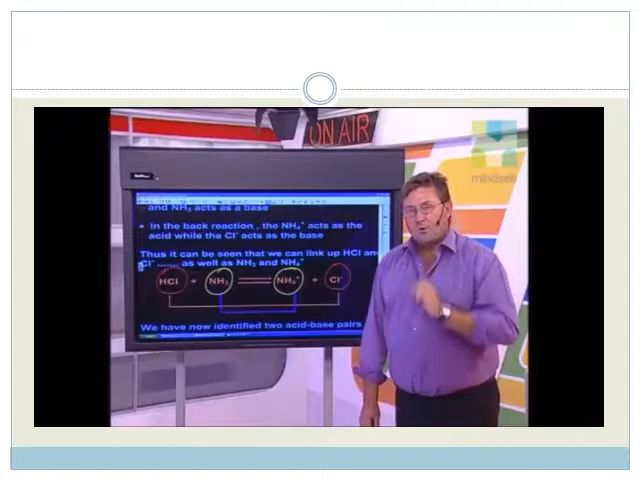 ON AIR
mindset
and NH₃ acts as a base
• in the back reaction , the NH₄⁺ acts as the
acid while the Cl⁻ acts as the base
Thus it can be seen that we can link up HCl and
Cl⁻ ...... as well as NH₃ and NH₄⁺
HCl + NH₃ ⇌ NH₄⁺ + Cl⁻
We have now identified two acid-base pairs